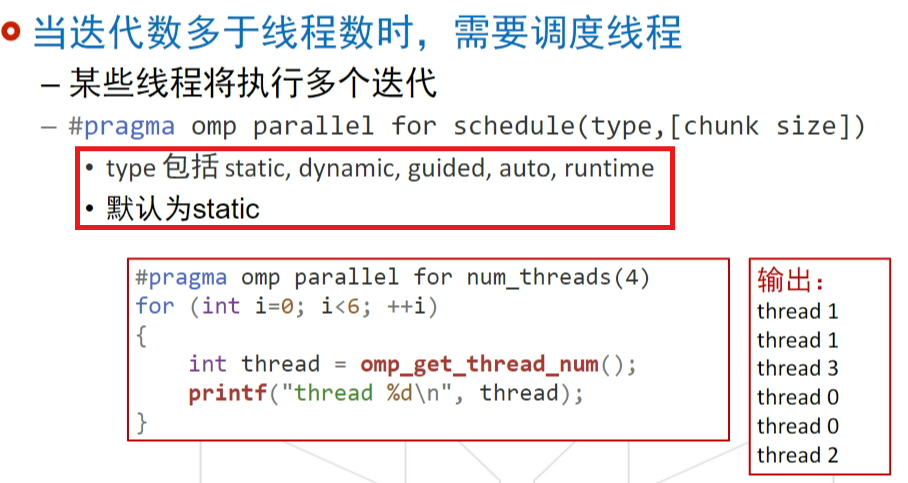 当迭代数多于线程数时，需要调度线程
– 某些线程将执行多个迭代
– #pragma omp parallel for schedule(type,[chunk size])
• type 包括 static, dynamic, guided, auto, runtime
• 默认为static
#pragma omp parallel for num_threads(4)
for (int i=0; i<6; ++i)
{
int thread = omp_get_thread_num();
printf("thread %d\n", thread);
}
输出：
thread 1
thread 1
thread 3
thread 0
thread 0
thread 2